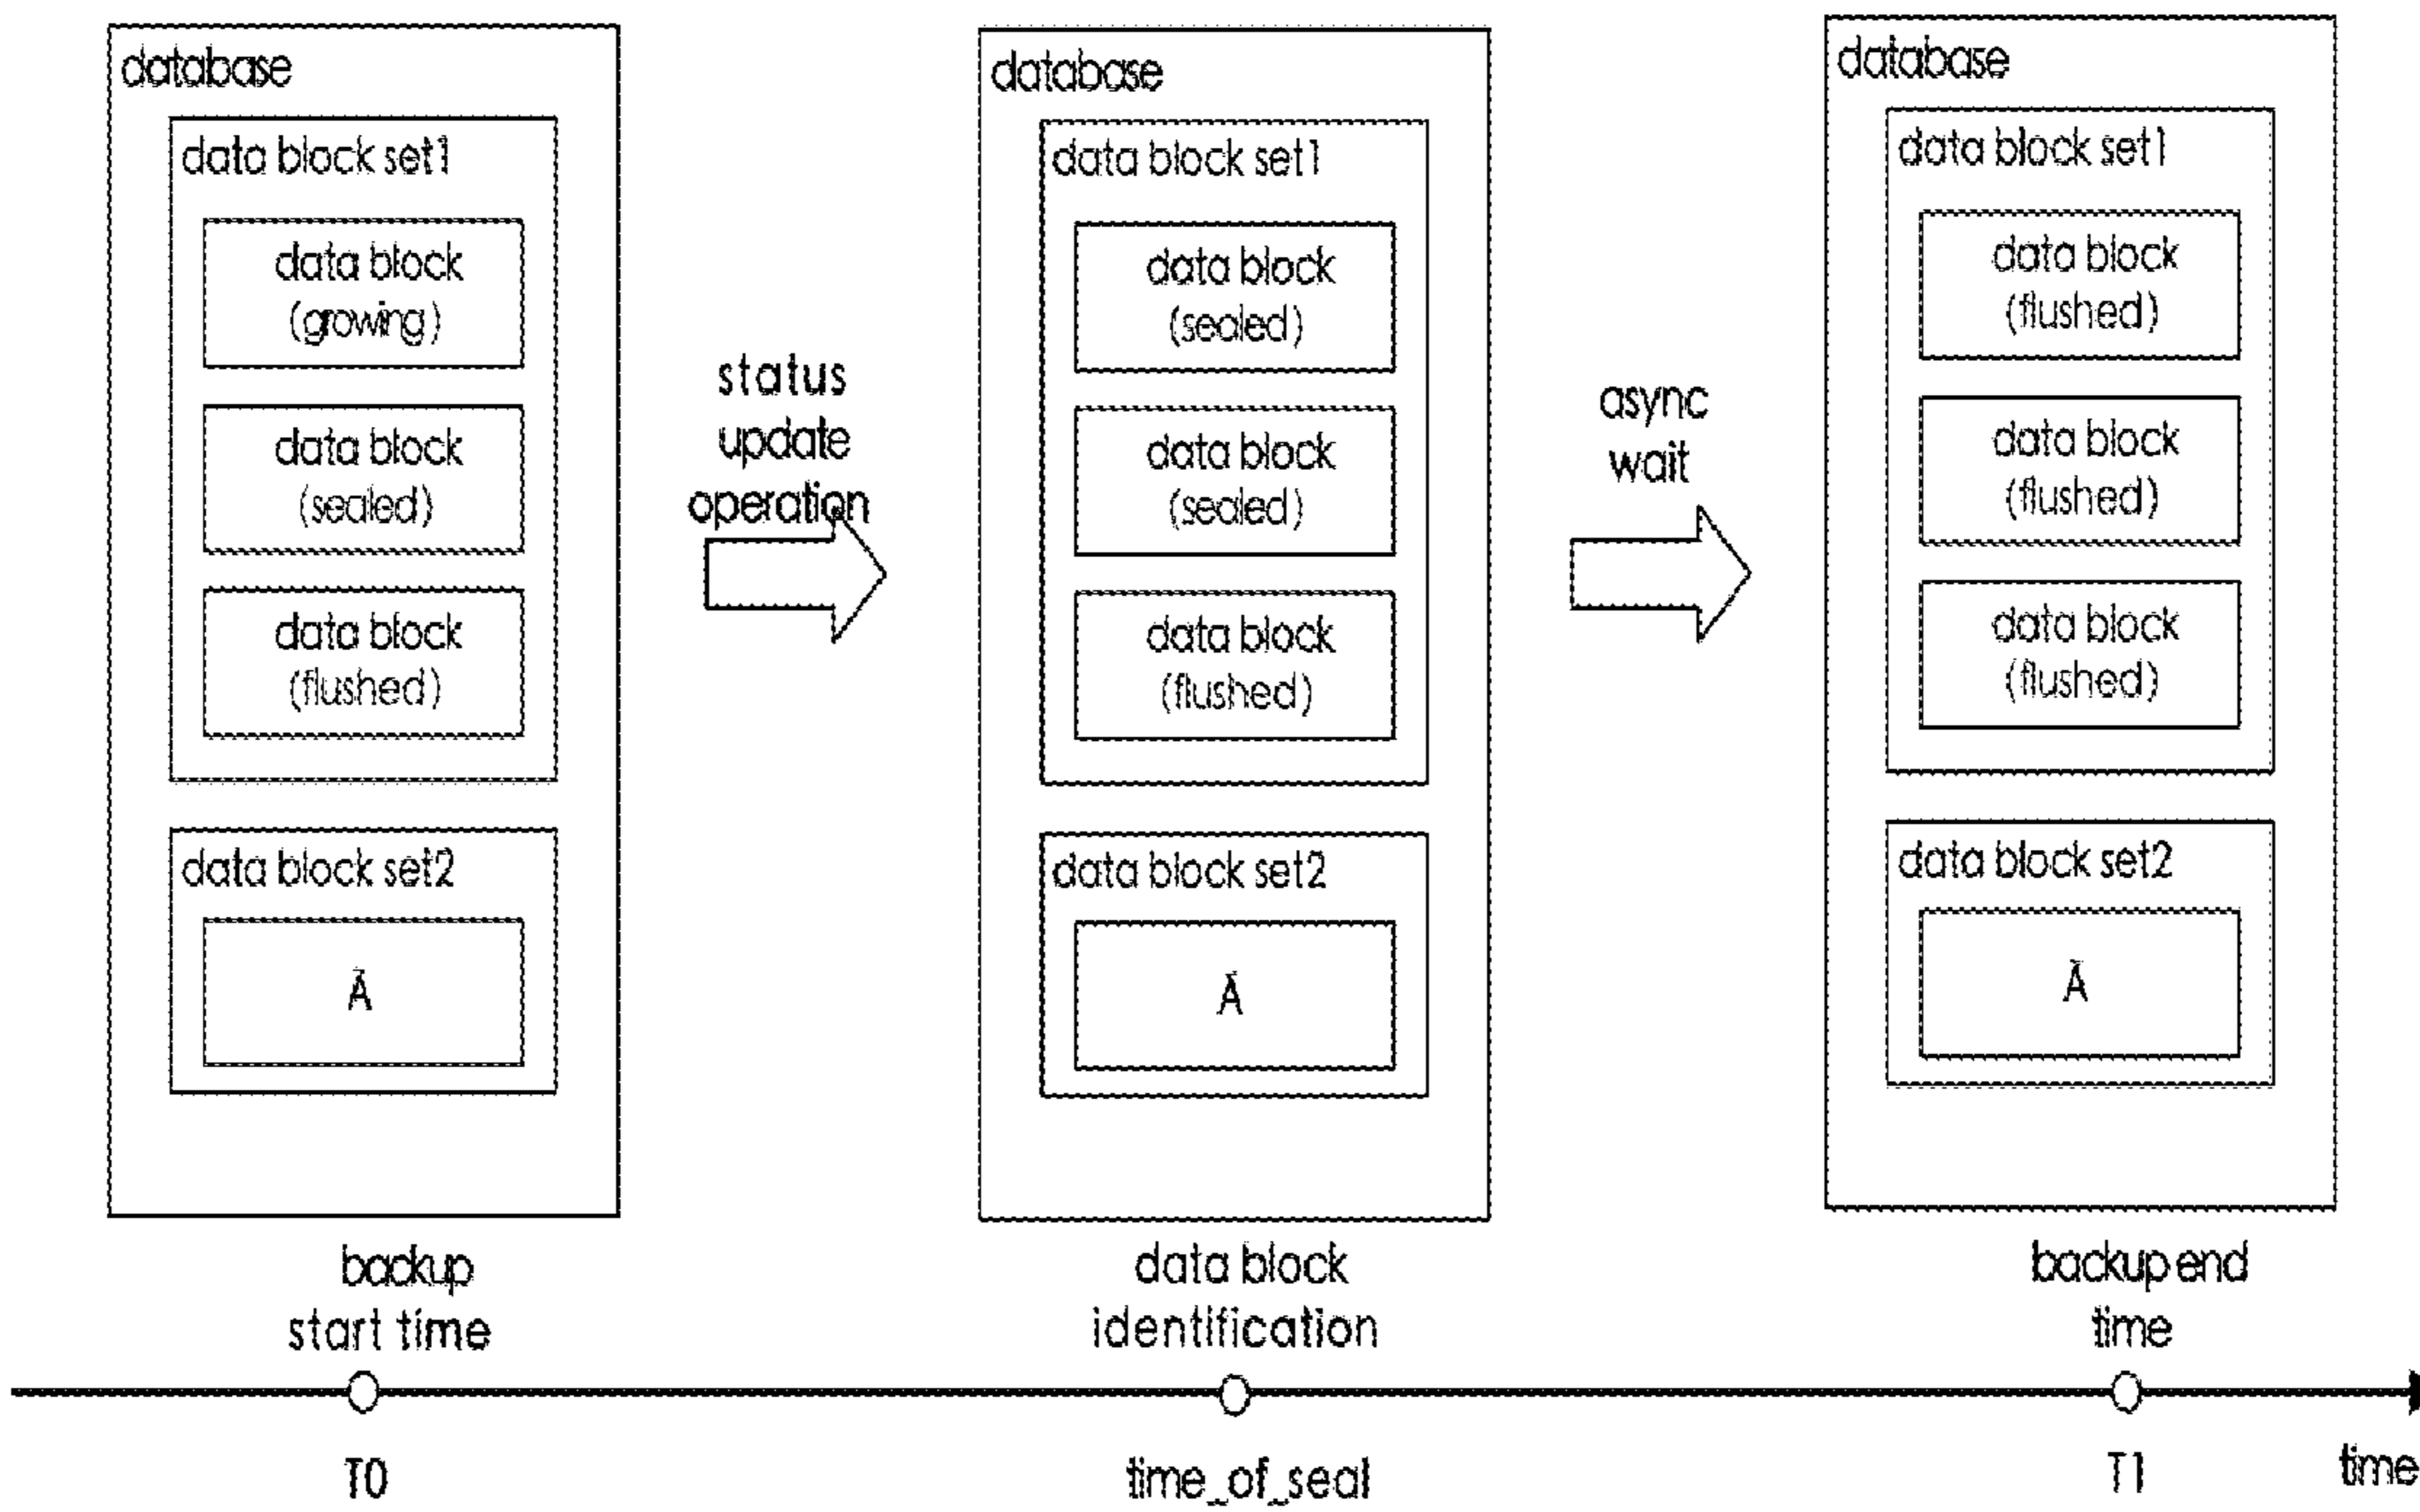 database
data block set1
data block
(growing)
data block
(sealed)
data block
(flushed)
data block set2
Ä
status
update
operation
database
data block set1
data block
(sealed)
data block
(sealed)
data block
(flushed)
data block set2
Ä
async
wait
database
data block set1
data block
(flushed)
data block
(flushed)
data block
(flushed)
data block set2
Ä
backup
start time
data block
identification
backup end
time
T0
time_of_seal
T1
time